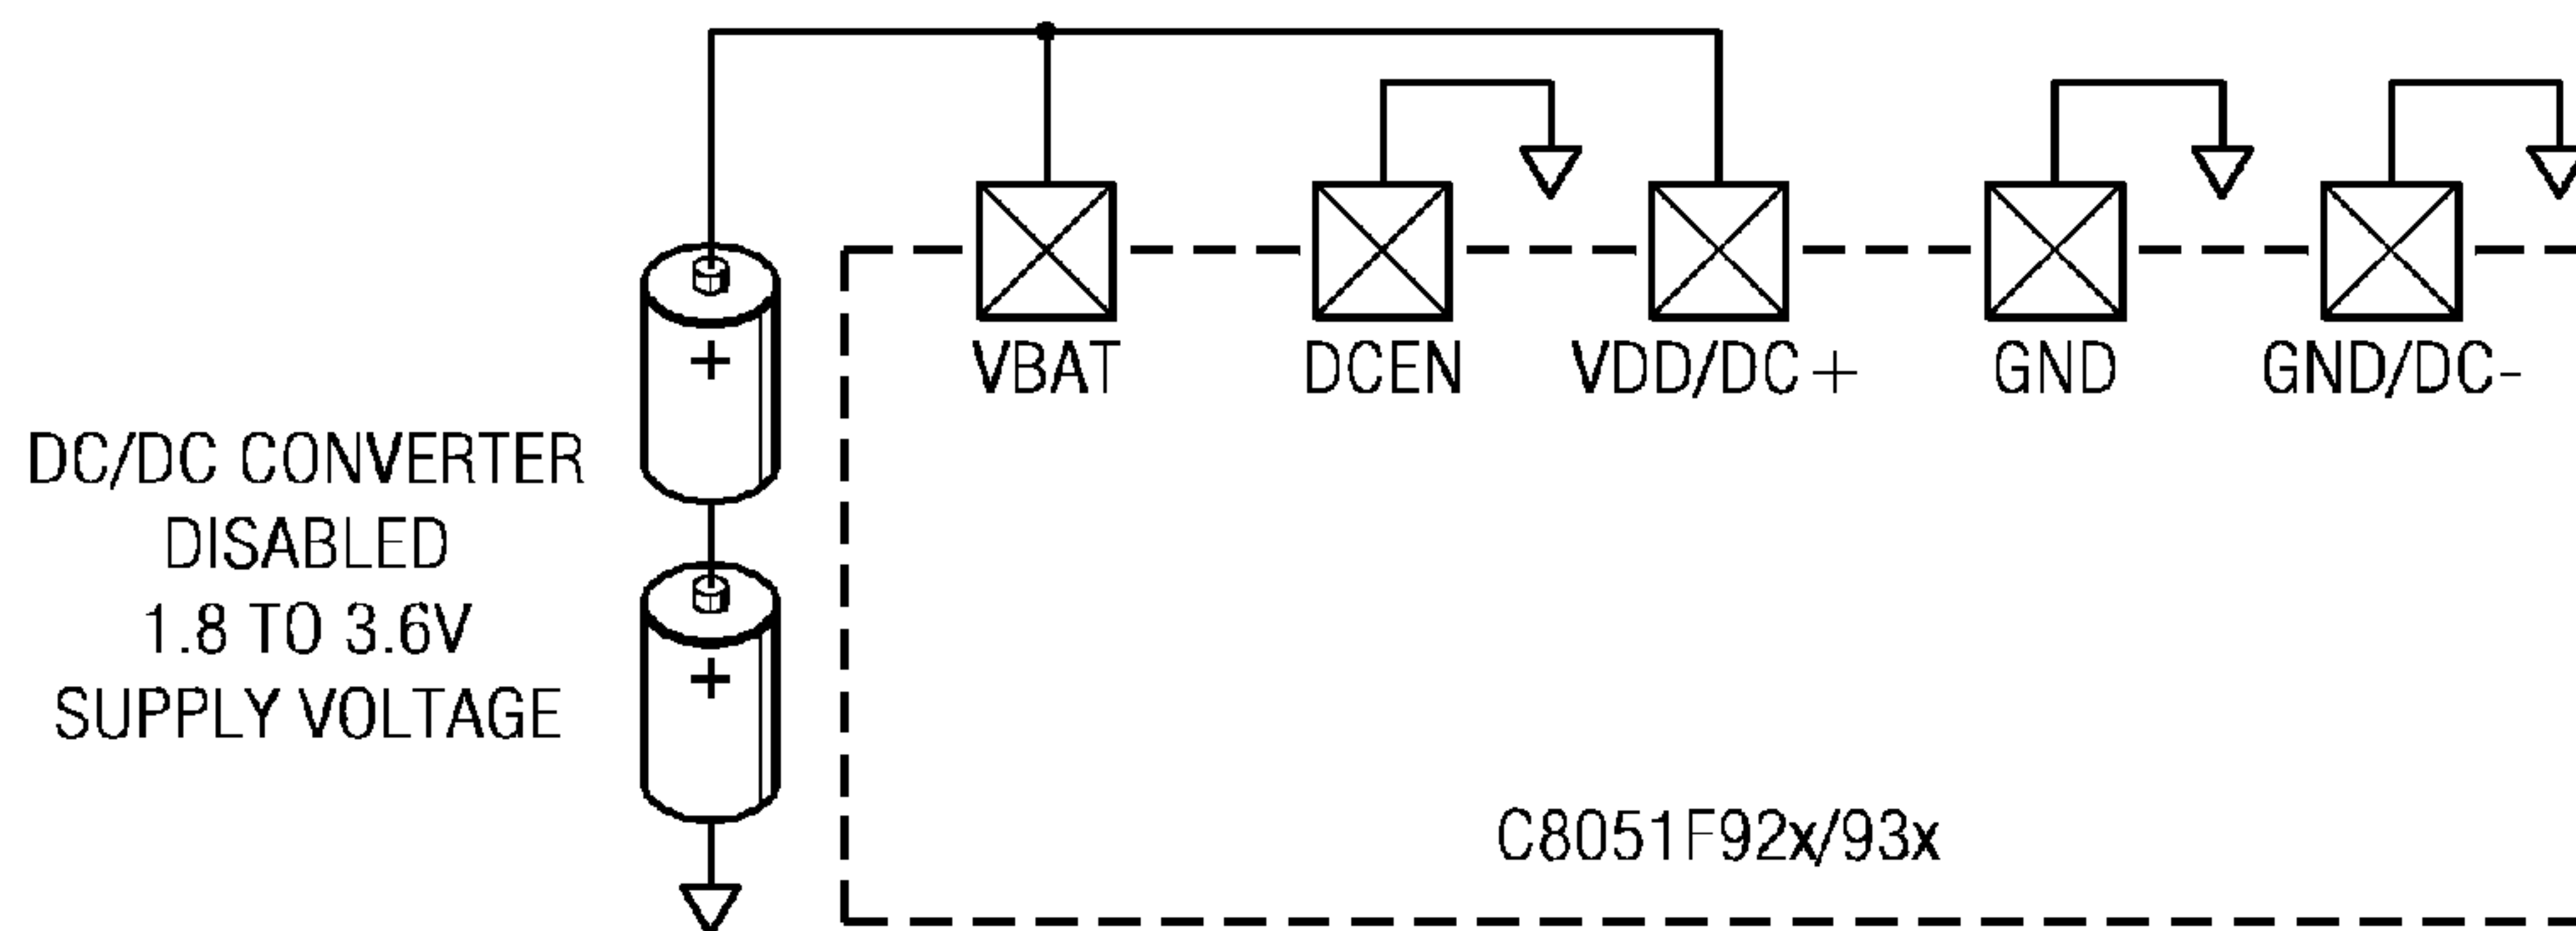 VBAT
DCEN
VDD/DC+
GND
GND/DC-
DC/DC CONVERTER
DISABLED
1.8 TO 3.6V
SUPPLY VOLTAGE
+
+
C8051F92x/93x